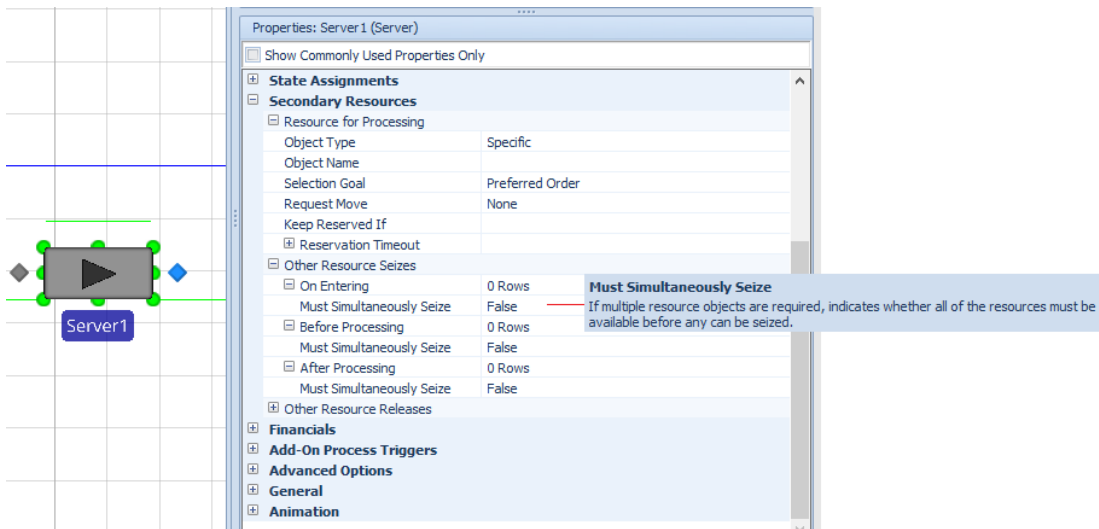 Properties: Server1 (Server)
Show Commonly Used Properties Only
State Assignments
Secondary Resources
Resource for Processing
Object Type Specific
Object Name
Selection Goal Preferred Order
Request Move None
Keep Reserved If
Reservation Timeout
Other Resource Seizes
On Entering 0 Rows
Must Simultaneously Seize False
Before Processing 0 Rows
Must Simultaneously Seize False
After Processing 0 Rows
Must Simultaneously Seize False
Other Resource Releases
Financials
Add-On Process Triggers
Advanced Options
General
Animation
Must Simultaneously Seize
If multiple resource objects are required, indicates whether all of the resources must be
available before any can be seized.
Server1